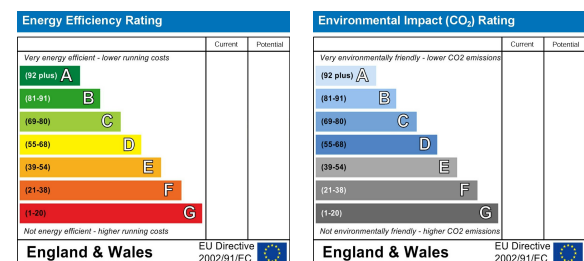 Energy Efficiency Rating
Current Potential
Very energy efficient - lower running costs
(92 plus) A
(81-91) B
(69-80) C
(55-68) D
(39-54) E
(21-38) F
(1-20) G
Not energy efficient - higher running costs
England & Wales
EU Directive
2002/91/EC
Environmental Impact (CO2) Rating
Current Potential
Very environmentally friendly - lower CO2 emissions
(92 plus) A
(81-91) B
(69-80) C
(55-68) D
(39-54) E
(21-38) F
(1-20) G
Not environmentally friendly - higher CO2 emissions
England & Wales
EU Directive
2002/91/EC